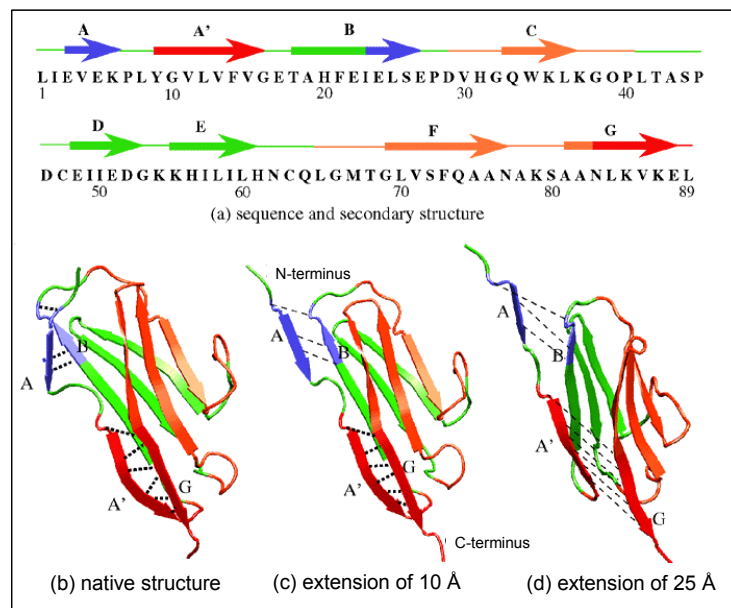 A A' B C
LIEVEKPLYGVLVFVGETAHFEIELSEPDVHGQWKLKGOPLTASP
1 10 20 30 40
D E F G
DCEIIEDGKKHILILHNCQLGMTGLVSFQAANAKSAANLKVKEL
50 60 70 80 89
(a) sequence and secondary structure
N-terminus
A
A
A
B
B
B
A'
G
A'
G
A'
G
C-terminus
(b) native structure (c) extension of 10 Å (d) extension of 25 Å